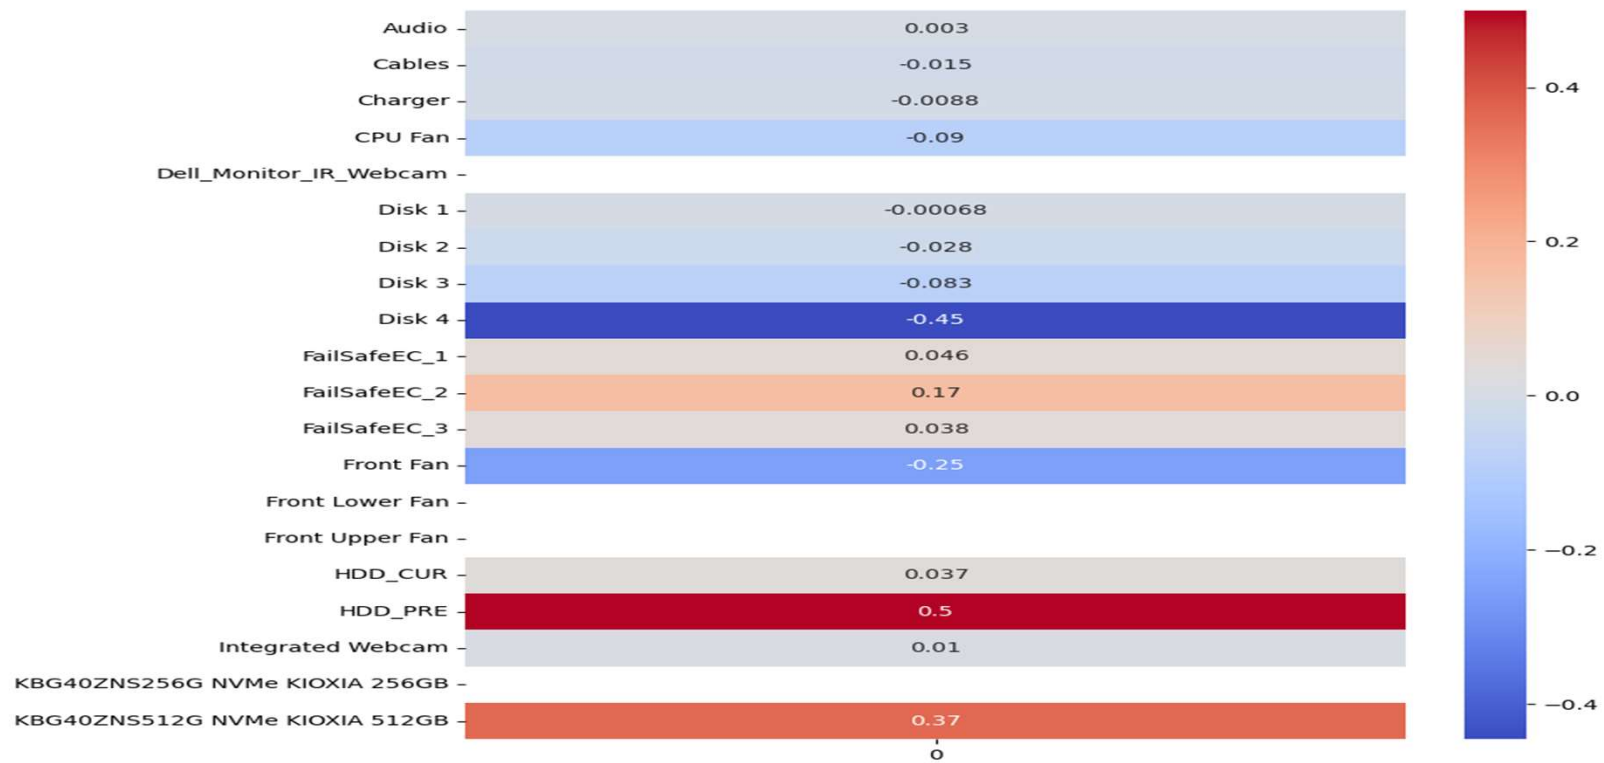 Audio 0.003
Cables -0.015
Charger -0.0088
CPU Fan -0.09
Dell_Monitor_IR_Webcam
Disk 1 -0.00068
Disk 2 -0.028
Disk 3 -0.083
Disk 4 -0.45
FailSafeEC_1 0.046
FailSafeEC_2 0.17
FailSafeEC_3 0.038
Front Fan -0.25
Front Lower Fan
Front Upper Fan
HDD_CUR 0.037
HDD_PRE 0.5
Integrated Webcam 0.01
KBG40ZNS256G NVMe KIOXIA 256GB
KBG40ZNS512G NVMe KIOXIA 512GB 0.37
0
0.4
0.2
0.0
−0.2
−0.4